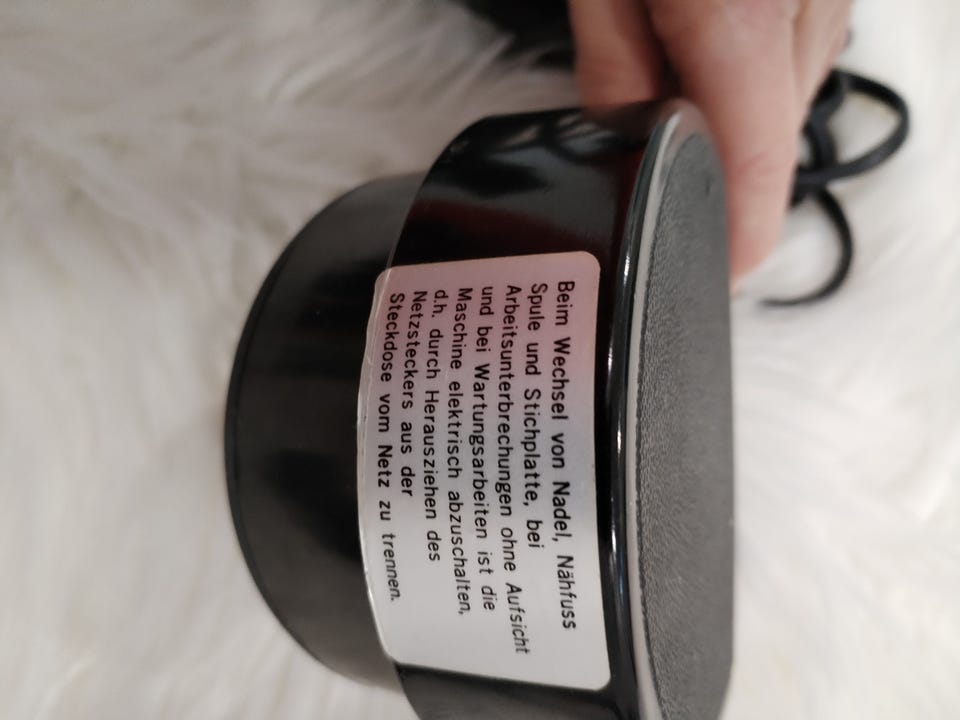 Beim Wechsel von Nadel, Nähfuss
Spule und Stichplatte, bei
Arbeitsunterbrechungen ohne Aufsicht
und bei Wartungsarbeiten ist die
Maschine elektrisch abzuschalten,
d.h. durch Herausziehen des
Netzsteckers aus der
Steckdose vom Netz zu trennen.